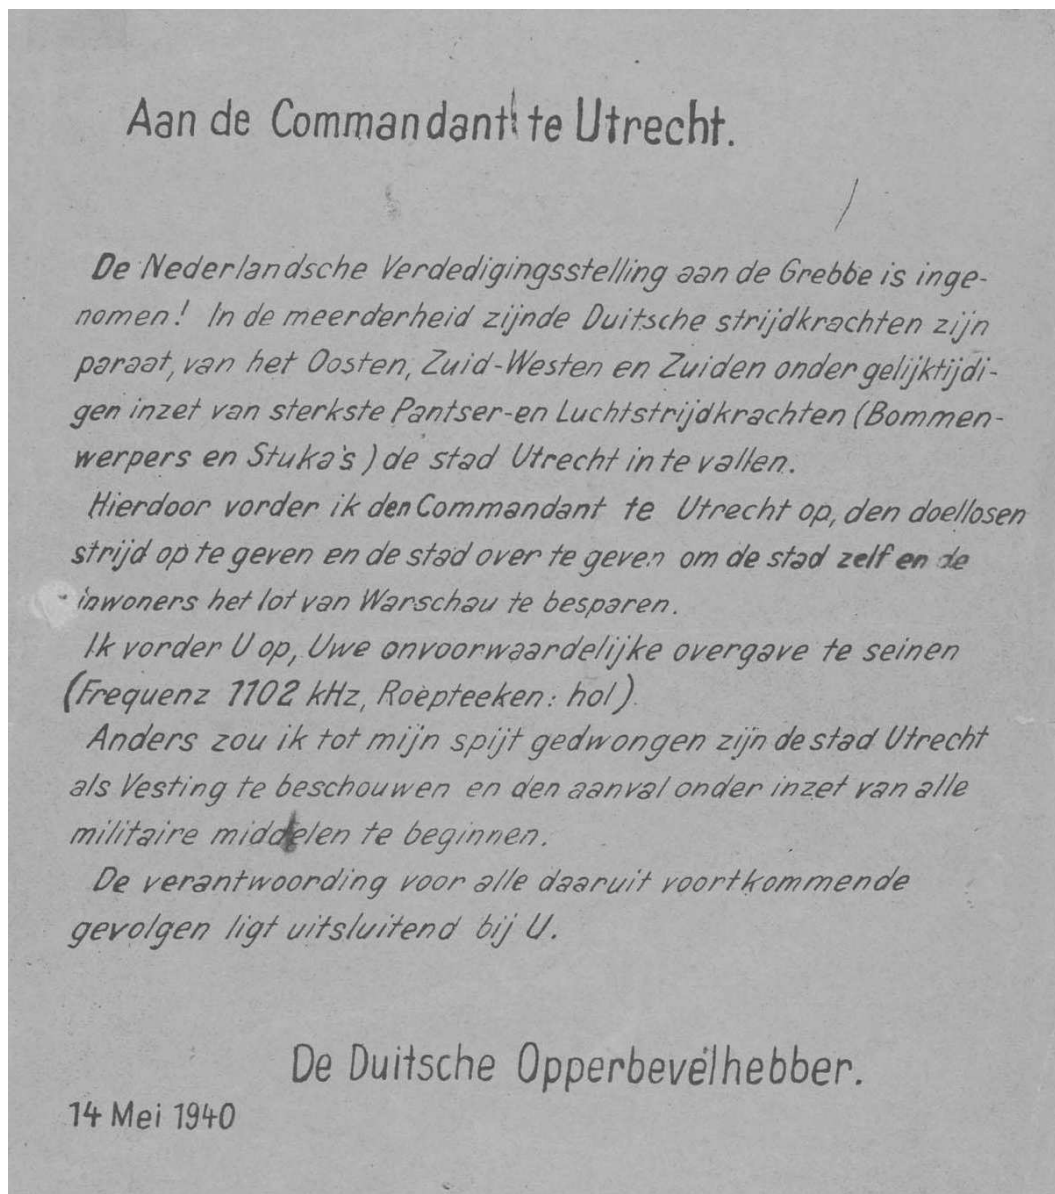 Aan de Commandant te Utrecht.
De Nederlandsche Verdedigingsstelling aan de Grebbe is inge-
nomen! In de meerderheid zijnde Duitsche strijdkrachten zijn
paraat, van het Oosten, Zuid-Westen en Zuiden onder gelijktijdi-
gen inzet van sterkste Pantser-en Luchtstrijdkrachten (Bommen-
werpers en Stuka's) de stad Utrecht in te vallen.
Hierdoor vorder ik den Commandant te Utrecht op, den doellosen
strijd op te geven en de stad over te geven om de stad zelf en de
inwoners het lot van Warschau te besparen.
Ik vorder U op, Uwe onvoorwaardelijke overgave te seinen
(Frequenz 1102 kHz, Roepteeken: hol).
Anders zou ik tot mijn spijt gedwongen zijn de stad Utrecht
als Vesting te beschouwen en den aanval onder inzet van alle
militaire middelen te beginnen.
De verantwoording voor alle daaruit voortkommende
gevolgen ligt uitsluitend bij U.
De Duitsche Opperbevelhebber.
14 Mei 1940